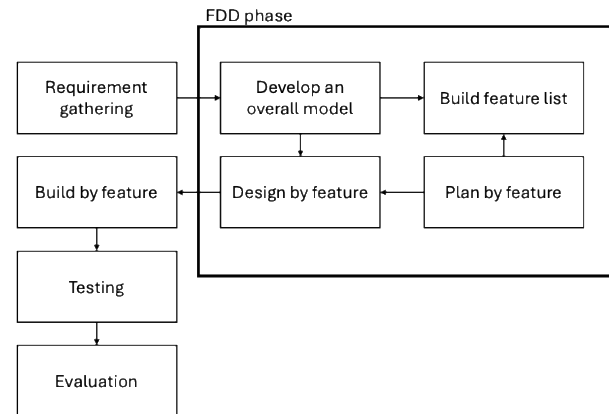 FDD phase
Requirement
gathering
Develop an
overall model
Build feature list
Build by feature
Design by feature
Plan by feature
Testing
Evaluation